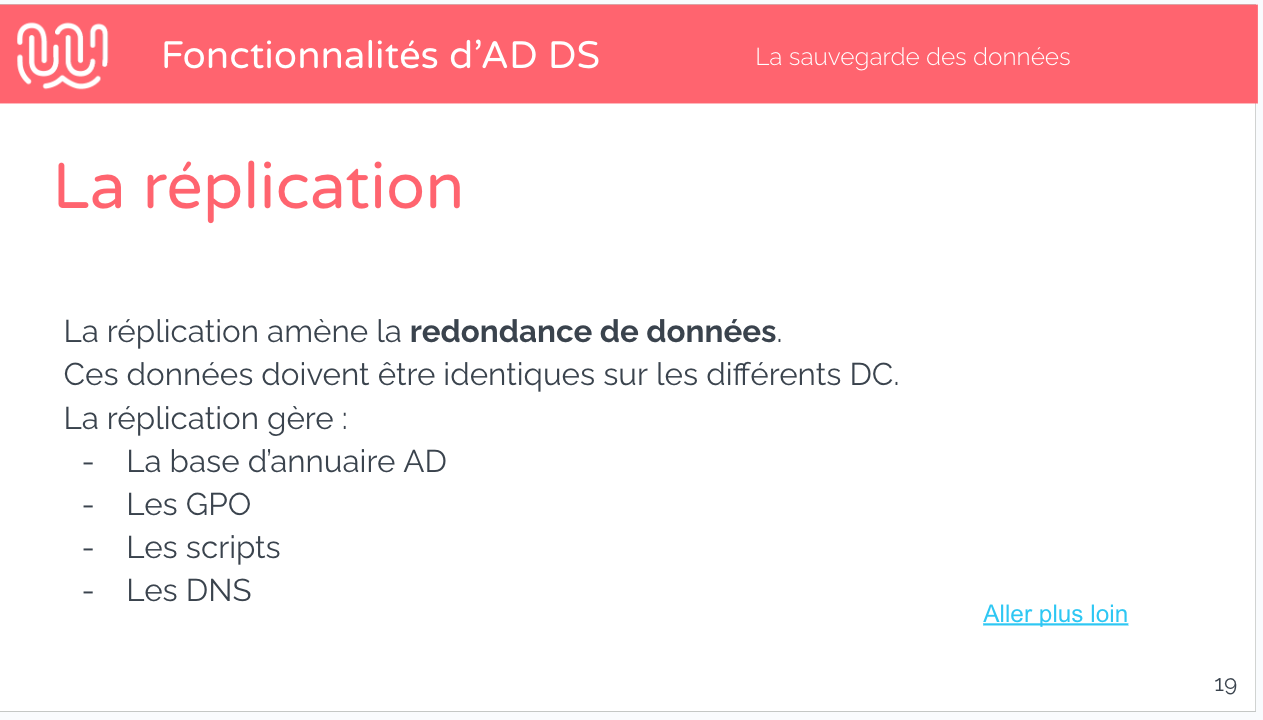 Fonctionnalités d’AD DS
La sauvegarde des données
La réplication
La réplication amène la redondance de données.
Ces données doivent être identiques sur les différents DC.
La réplication gère :
- La base d’annuaire AD
- Les GPO
- Les scripts
- Les DNS
Aller plus loin
19